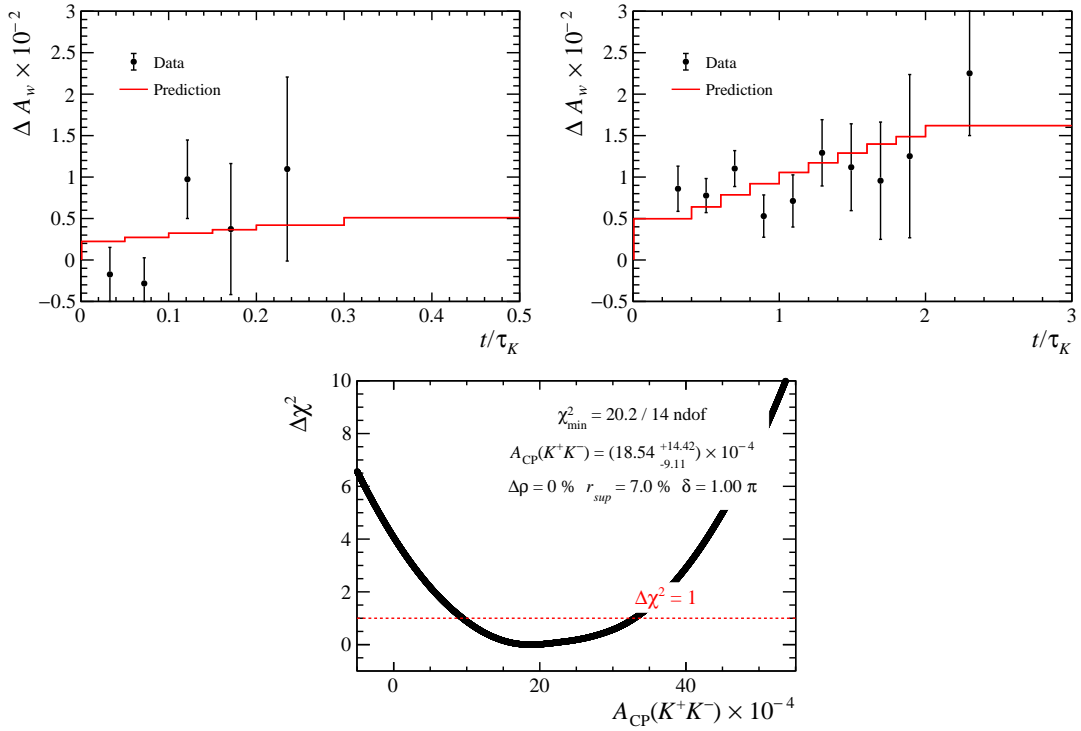 Δ A_w × 10⁻²
3
2.5
2
1.5
1
0.5
0
−0.5
Data
Prediction
0 0.1 0.2 0.3 0.4 0.5
t/τ_K
Δ A_w × 10⁻²
3
2.5
2
1.5
1
0.5
0
−0.5
Data
Prediction
0 1 2 3
t/τ_K
Δχ²
10
8
6
4
2
0
χ²_min = 20.2 / 14 ndof
A_CP(K⁺K⁻) = (18.54 +14.42 -9.11) × 10⁻⁴
Δρ = 0 % r_sup = 7.0 % δ = 1.00 π
Δχ² = 1
0 20 40
A_CP(K⁺K⁻) × 10⁻⁴